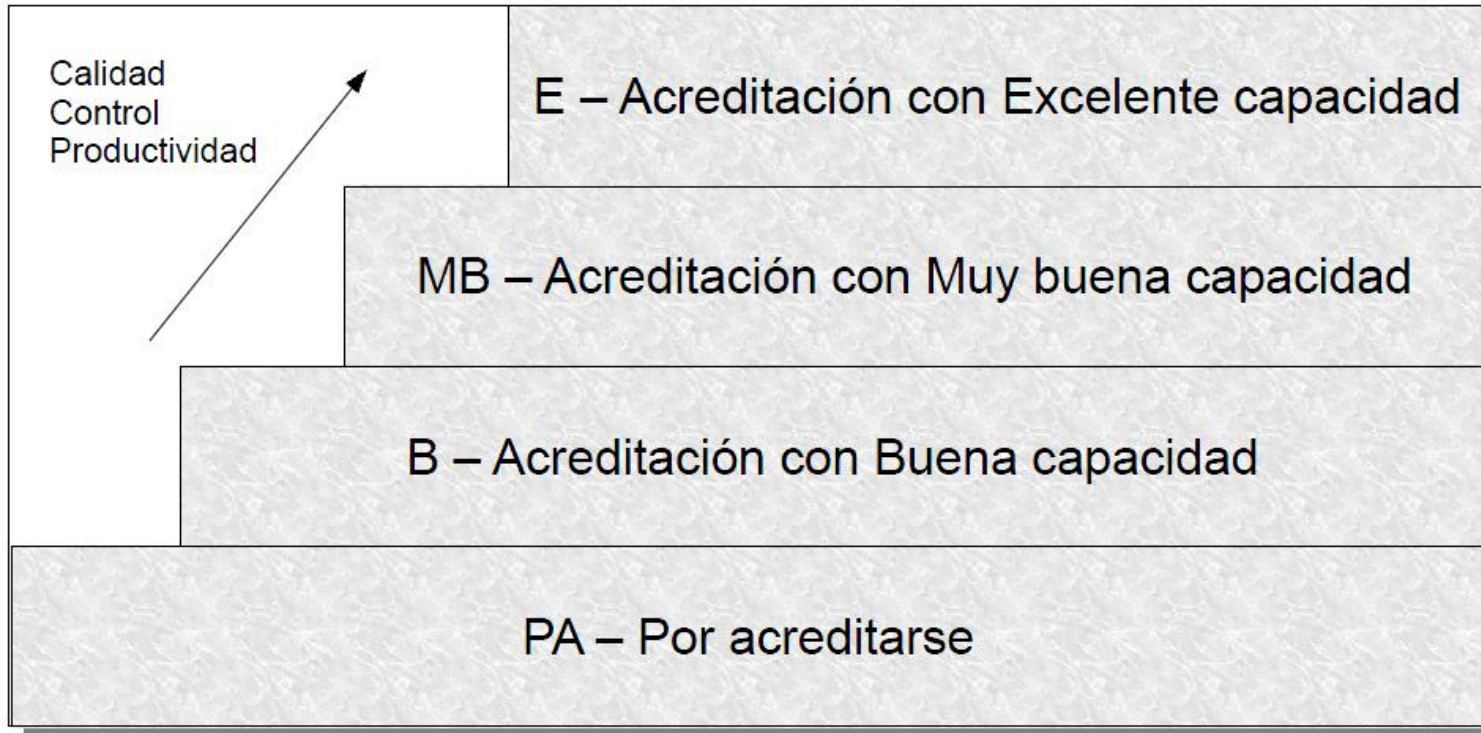 Calidad
Control
Productividad
E – Acreditación con Excelente capacidad
MB – Acreditación con Muy buena capacidad
B – Acreditación con Buena capacidad
PA – Por acreditarse